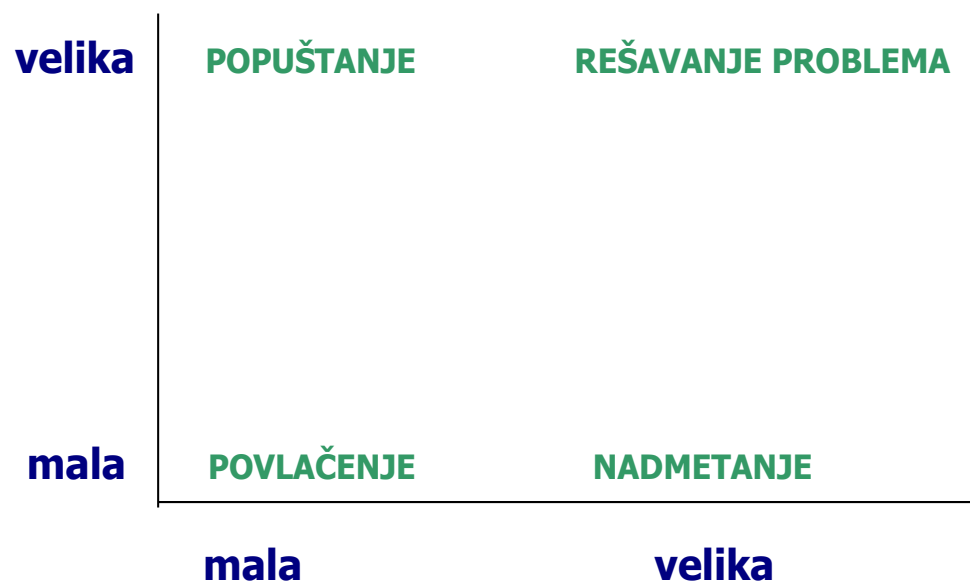 velika POPUŠTANJE REŠAVANJE PROBLEMA
mala POVLAČENJE NADMETANJE
mala velika